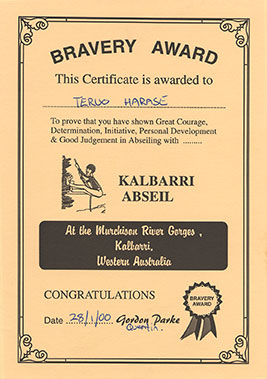 BRAVERY AWARD
This Certificate is awarded to
TERUO HARASE
To prove that you have shown Great Courage,
Determination, Initiative, Personal Development
& Good Judgement in Abseiling with .........
KALBARRI
ABSEIL
At the Murchison River Gorges ,
Kalbarri,
Western Australia
CONGRATULATIONS
BRAVERY
AWARD
Date 28/1/00 Gordon Parke
Quentin.